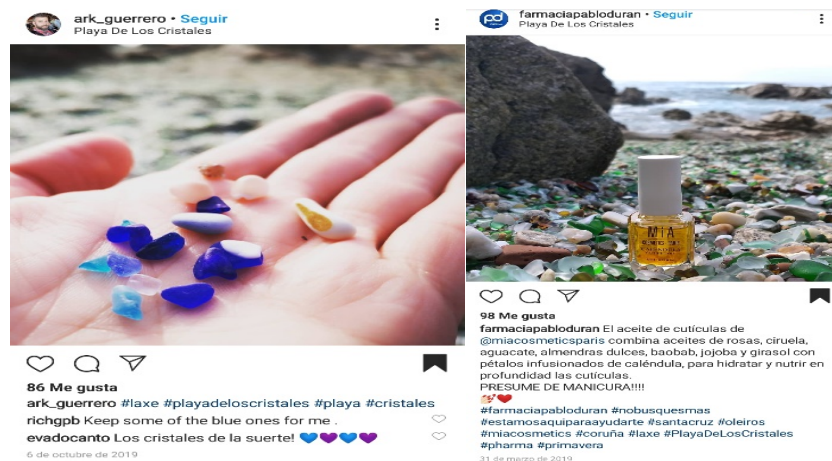 ark_guerrero • Seguir
Playa De Los Cristales
86 Me gusta
ark_guerrero #laxe #playadeloscristales #playa #cristales
richgpb Keep some of the blue ones for me .
evadocanto Los cristales de la suerte! 💙💜💙💜
6 de octubre de 2019
pd
farmaciapabloduran • Seguir
Playa De Los Cristales
MiA
98 Me gusta
farmaciapabloduran El aceite de cutículas de
@miacosmeticsparis combina aceites de rosas, ciruela,
aguacate, almendras dulces, baobab, jojoba y girasol con
pétalos infusionados de caléndula, para hidratar y nutrir en
profundidad las cutículas.
PRESUME DE MANICURA!!!!
💅❤️
#farmaciapabloduran #nobusquesmas
#estamosaquiparaayudarte #santacruz #oleiros
#miacosmetics #coruña #laxe #PlayaDeLosCristales
#pharma #primavera
31 de marzo de 2019